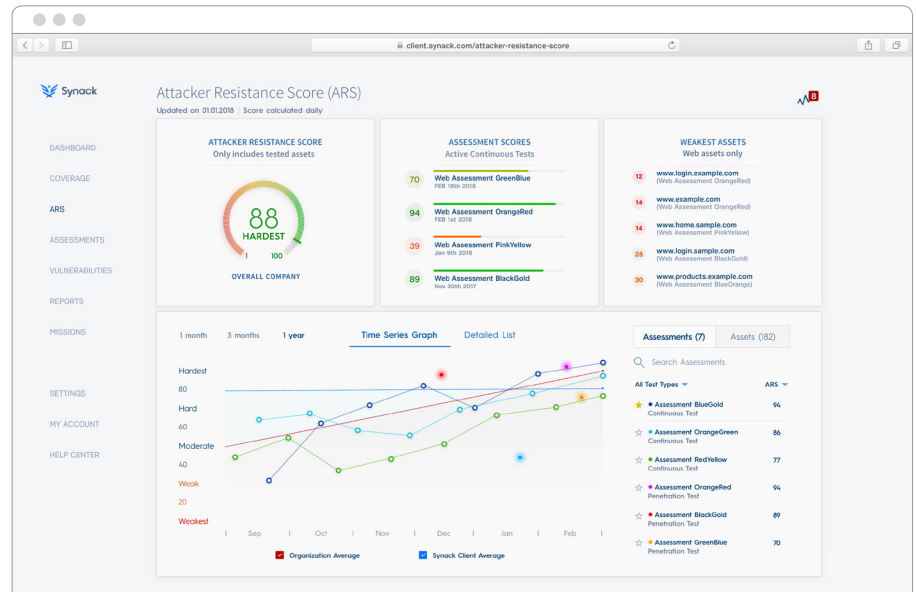 client.synack.com/attacker-resistance-score
Synack
Attacker Resistance Score (ARS)
Updated on 01.01.2018 | Score calculated daily
8
DASHBOARD
COVERAGE
ARS
ASSESSMENTS
VULNERABILITIES
REPORTS
MISSIONS
SETTINGS
MY ACCOUNT
HELP CENTER
ATTACKER RESISTANCE SCORE
Only includes tested assets
88
HARDEST
1 100
OVERALL COMPANY
ASSESSMENT SCORES
Active Continuous Tests
70 Web Assessment GreenBlue
FEB 18th 2018
94 Web Assessment OrangeRed
FEB 1st 2018
39 Web Assessment PinkYellow
Jan 9th 2018
89 Web Assessment BlackGold
Nov 30th 2017
WEAKEST ASSETS
Web assets only
12 www.login.example.com
(Web Assessment OrangeRed)
14 www.example.com
(Web Assessment OrangeRed)
14 www.home.sample.com
(Web Assessment PinkYellow)
28 www.login.sample.com
(Web Assessment BlackGold)
30 www.products.example.com
(Web Assessment BlueOrange)
1 month 3 months 1 year Time Series Graph Detailed List
Hardest
80
Hard
60
Moderate
40
Weak
20
Weakest
Sep Oct Nov Dec Jan Feb
Organization Average Synack Client Average
Assessments (7) Assets (182)
Search Assessments
All Test Types ARS
Assessment BlueGold 94
Continuous Test
Assessment OrangeGreen 86
Continuous Test
Assessment RedYellow 77
Continuous Test
Assessment OrangeRed 94
Penetration Test
Assessment BlackGold 89
Penetration Test
Assessment GreenBlue 70
Penetration Test